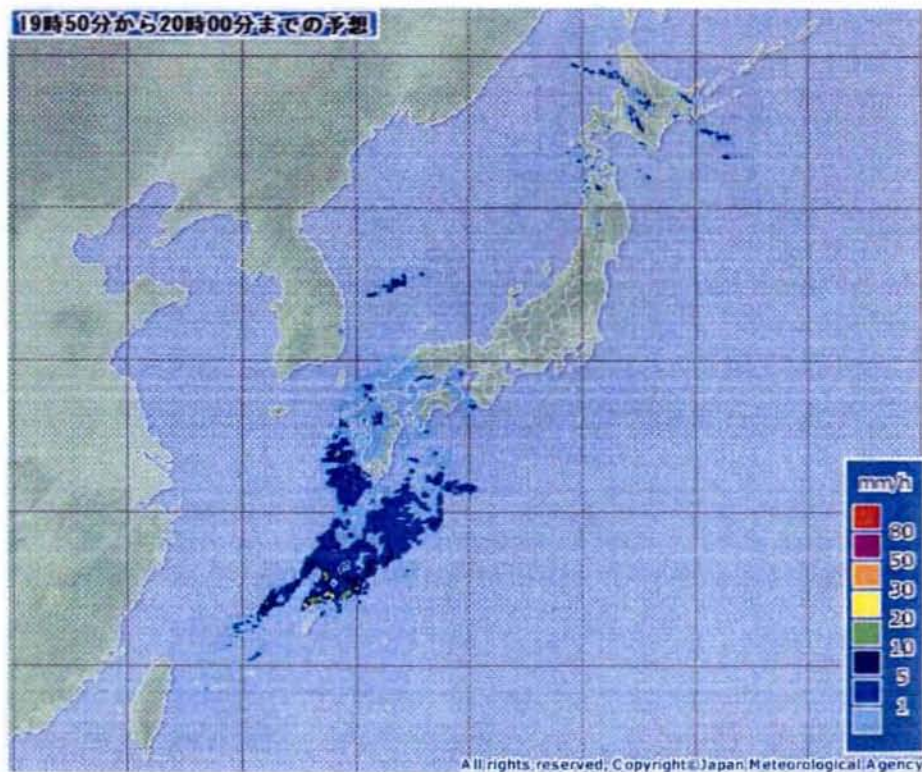 19時50分から20時00分までの予想
mm/h
80
50
30
20
10
5
1
All rights reserved, Copyright©Japan Meteorological Agency